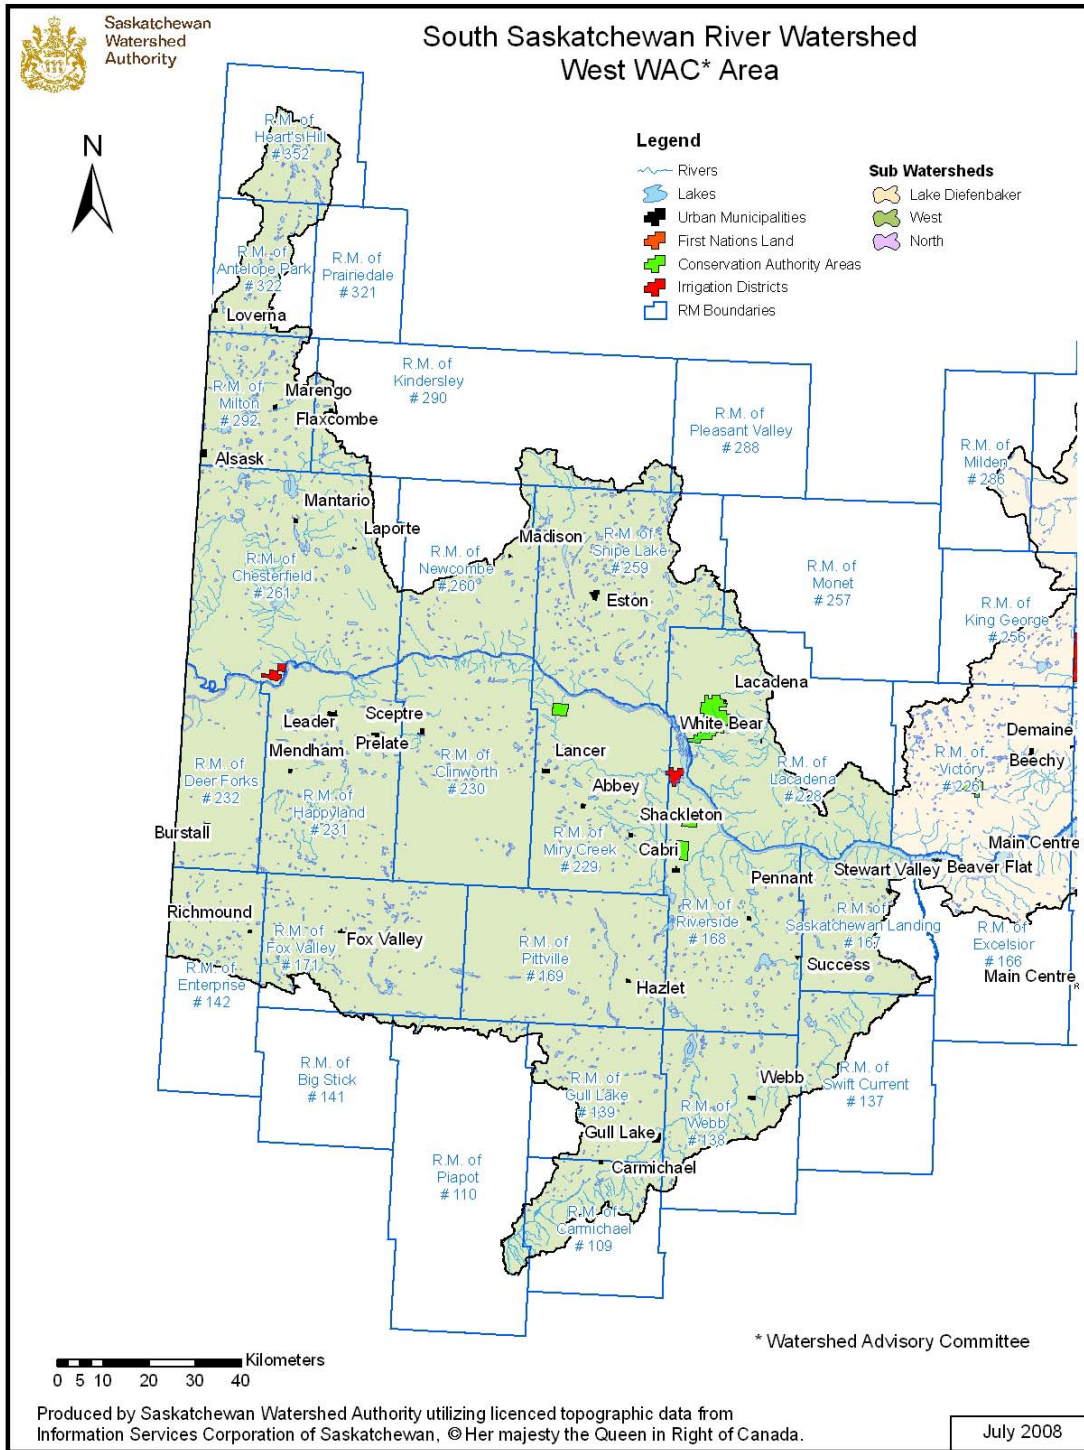 Saskatchewan
Watershed
Authority
South Saskatchewan River Watershed
West WAC* Area
N
Legend
Rivers
Lakes
Urban Municipalities
First Nations Land
Conservation Authority Areas
Irrigation Districts
RM Boundaries
Sub Watersheds
Lake Diefenbaker
West
North
R.M. of
Heart's Hill
# 352
R.M. of
Antelope Park
# 322
R.M. of
Prairiedale
# 321
Loverna
R.M. of
Kindersley
# 290
R.M. of
Milton
# 292
Marengo
Flaxcombe
R.M. of
Pleasant Valley
# 288
R.M. of
Milden
# 286
Alsask
Mantario
Laporte
Madison
R.M. of
Newcombe
# 260
R.M. of
Snipe Lake
# 259
R.M. of
Chesterfield
# 261
R.M. of
Monet
# 257
R.M. of
King George
# 256
Eston
Lacadena
White Bear
Leader
Sceptre
Prelate
Mendham
Lancer
Abbey
Demaine
Beechy
R.M. of
Deer Forks
# 232
R.M. of
Happyland
# 231
R.M. of
Clinworth
# 230
R.M. of
Lacadena
# 228
R.M. of
Victory
# 226
Burstall
Shackleton
R.M. of
Miry Creek
# 229
Cabri
Main Centre
Pennant
Stewart Valley
Beaver Flat
Richmound
R.M. of
Fox Valley
# 171
Fox Valley
R.M. of
Pittville
# 169
R.M. of
Riverside
# 168
R.M. of
Saskatchewan Landing
# 167
R.M. of
Excelsior
# 166
R.M. of
Enterprise
# 142
Success
Hazlet
Main Centre
R.M. of
Big Stick
# 141
R.M. of
Gull Lake
# 139
Webb
R.M. of
Webb
# 138
R.M. of
Swift Current
# 137
Gull Lake
Carmichael
R.M. of
Piapot
# 110
R.M. of
Carmichael
# 109
* Watershed Advisory Committee
Kilometers
0 5 10 20 30 40
Produced by Saskatchewan Watershed Authority utilizing licenced topographic data from
Information Services Corporation of Saskatchewan, © Her majesty the Queen in Right of Canada.
July 2008